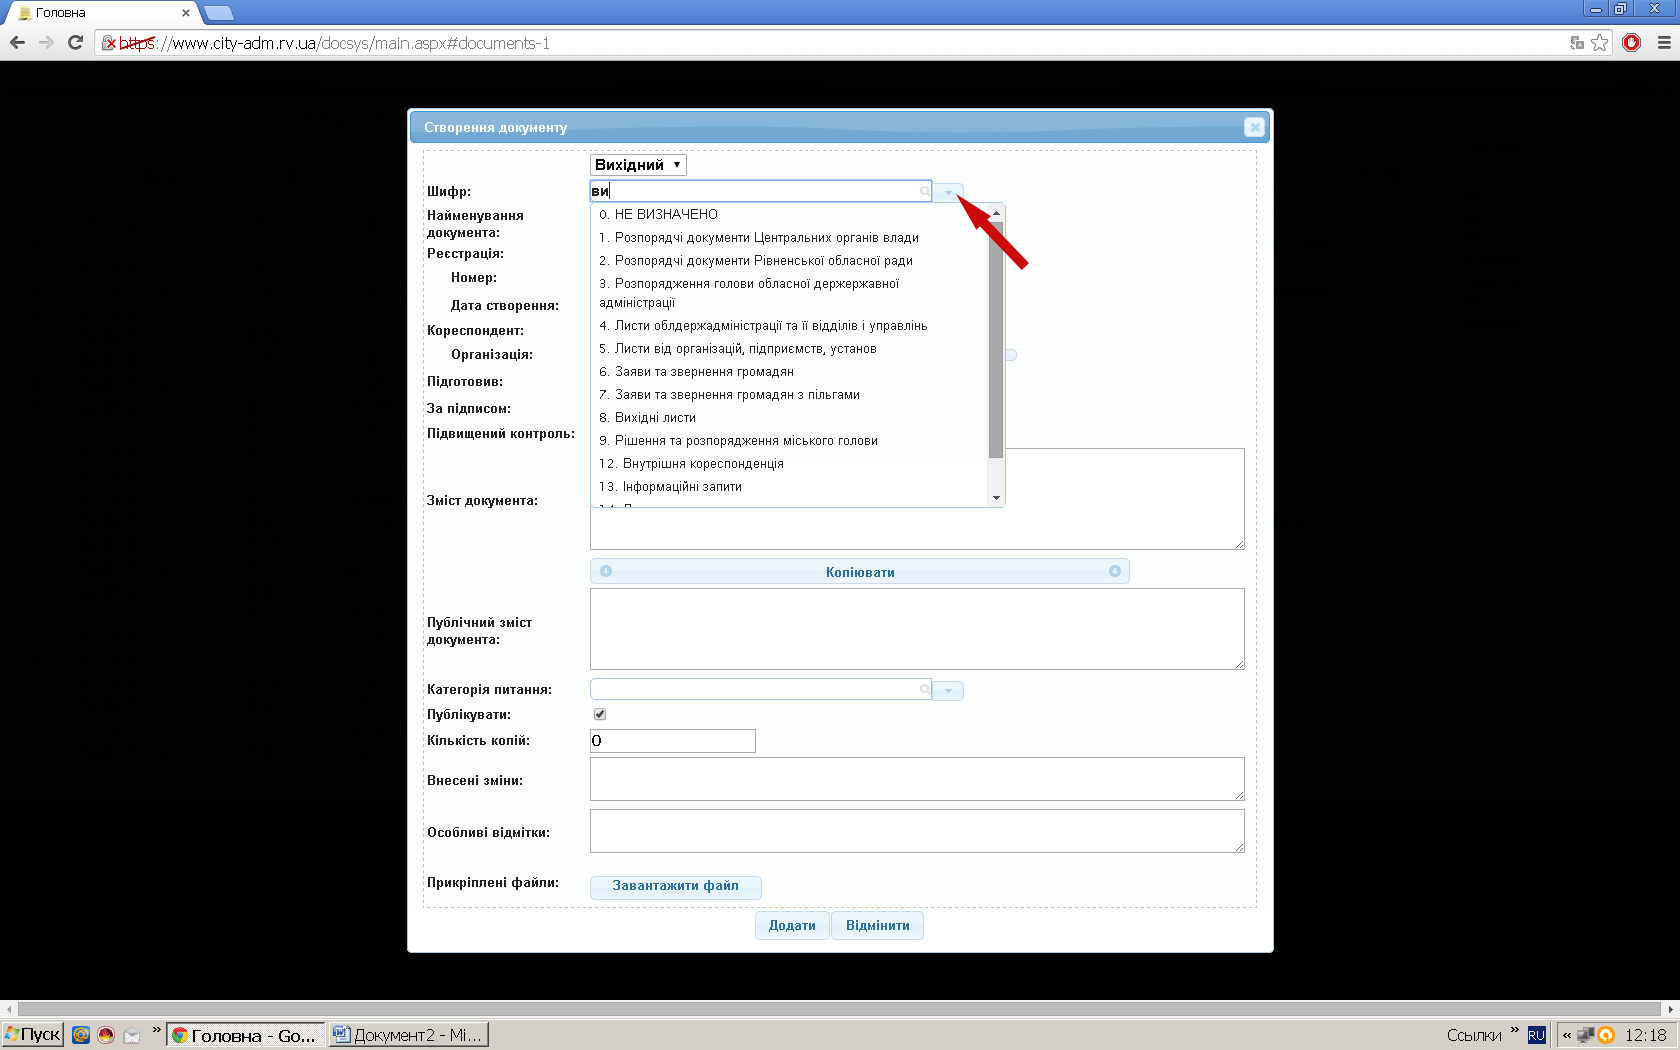 Головна
https://www.city-adm.rv.ua/docsys/main.aspx#documents-1
Створення документу
Вихідний
Шифр:
ви
0. НЕ ВИЗНАЧЕНО
1. Розпорядчі документи Центральних органів влади
2. Розпорядчі документи Рівненської обласної ради
3. Розпорядження голови обласної держержавної
адміністрації
4. Листи облдержадміністрації та її відділів і управлінь
5. Листи від організацій, підприємств, установ
6. Заяви та звернення громадян
7. Заяви та звернення громадян з пільгами
8. Вихідні листи
9. Рішення та розпорядження міського голови
12. Внутрішня кореспонденція
13. Інформаційні запити
Найменування
документа:
Реєстрація:
Номер:
Дата створення:
Кореспондент:
Організація:
Підготовив:
За підписом:
Підвищений контроль:
Зміст документа:
Копіювати
Публічний зміст
документа:
Категорія питання:
Публікувати:
Кількість копій:
0
Внесені зміни:
Особливі відмітки:
Прикріплені файли:
Завантажити файл
Додати
Відмінити
Пуск
»
Головна - Go...
Документ2 - Mi...
Ссылки
»
RU
«
12:18